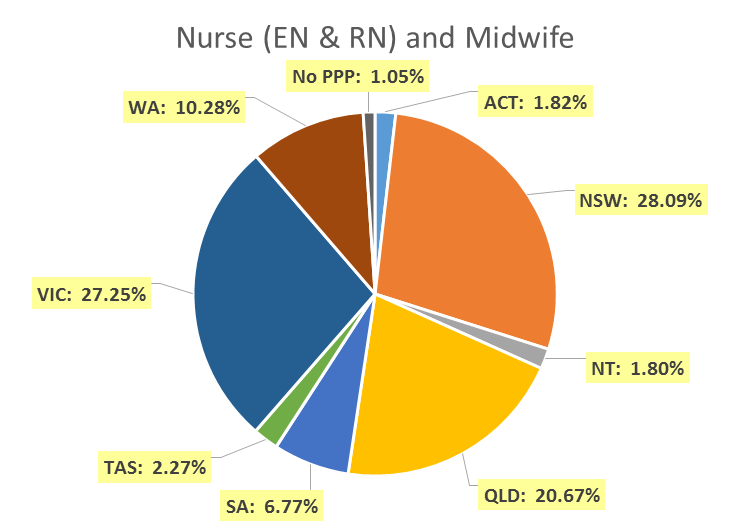 Nurse (EN & RN) and Midwife
No PPP: 1.05%
ACT: 1.82%
WA: 10.28%
NSW: 28.09%
VIC: 27.25%
NT: 1.80%
TAS: 2.27%
QLD: 20.67%
SA: 6.77%